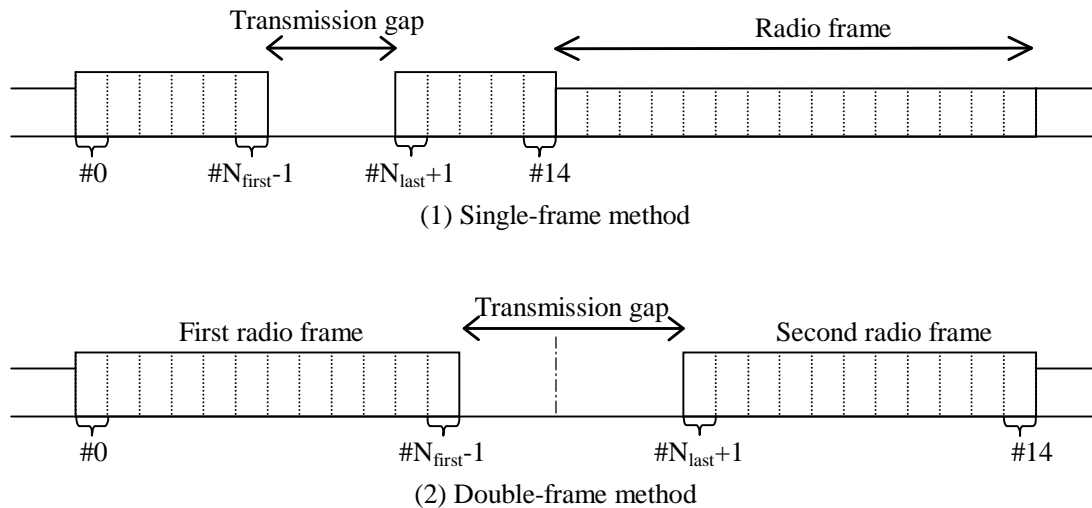 Transmission gap
Radio frame
#0
#N_first-1
#N_last+1
#14
(1) Single-frame method
Transmission gap
First radio frame
Second radio frame
#0
#N_first-1
#N_last+1
#14
(2) Double-frame method